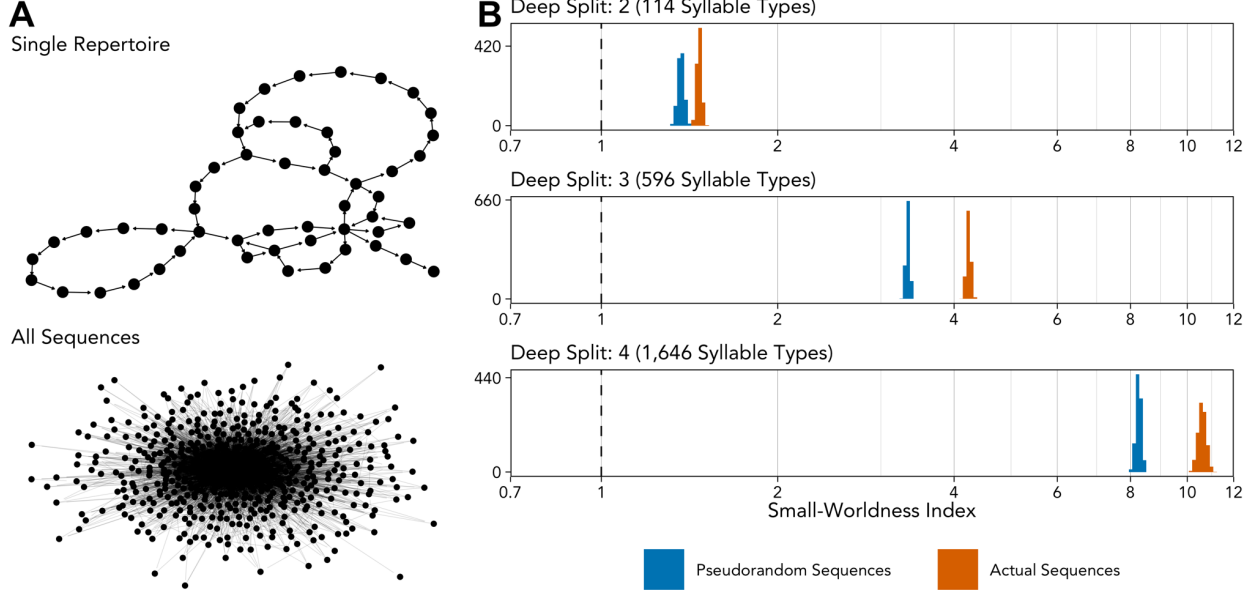 A
Single Repertoire
All Sequences
B
Deep Split: 2 (114 Syllable Types)
420
0
0.7 1 2 4 6 8 10 12
Deep Split: 3 (596 Syllable Types)
660
0
0.7 1 2 4 6 8 10 12
Deep Split: 4 (1,646 Syllable Types)
440
0
0.7 1 2 4 6 8 10 12
Small-Worldness Index
Pseudorandom Sequences
Actual Sequences